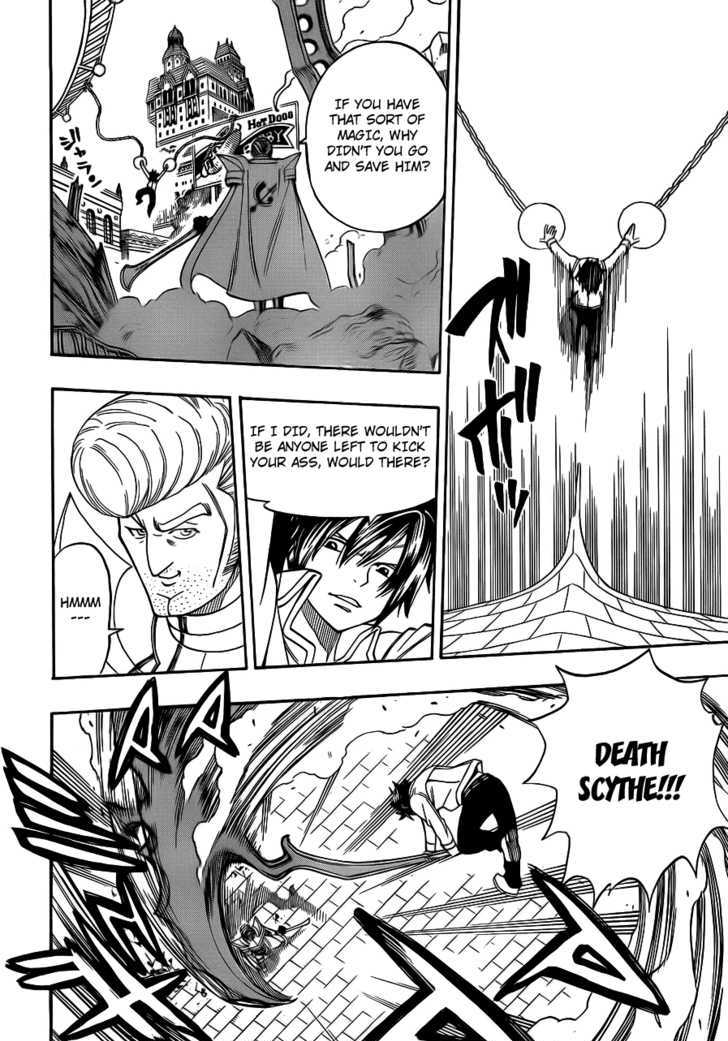 IF YOU HAVE
THAT SORT OF
MAGIC, WHY
DIDN'T YOU GO
AND SAVE HIM?
HOT DOGS
IF I DID, THERE WOULDN'T
BE ANYONE LEFT TO KICK
YOUR ASS, WOULD THERE?
HMMM
---
DEATH
SCYTHE!!!